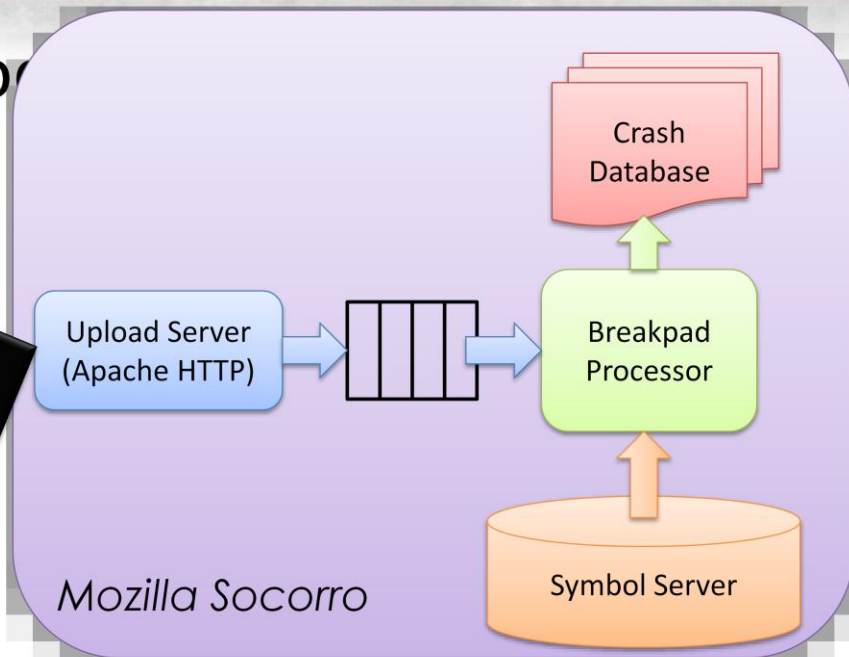 Crash
Database
Upload Server
(Apache HTTP)
Breakpad
Processor
Symbol Server
Mozilla Socorro